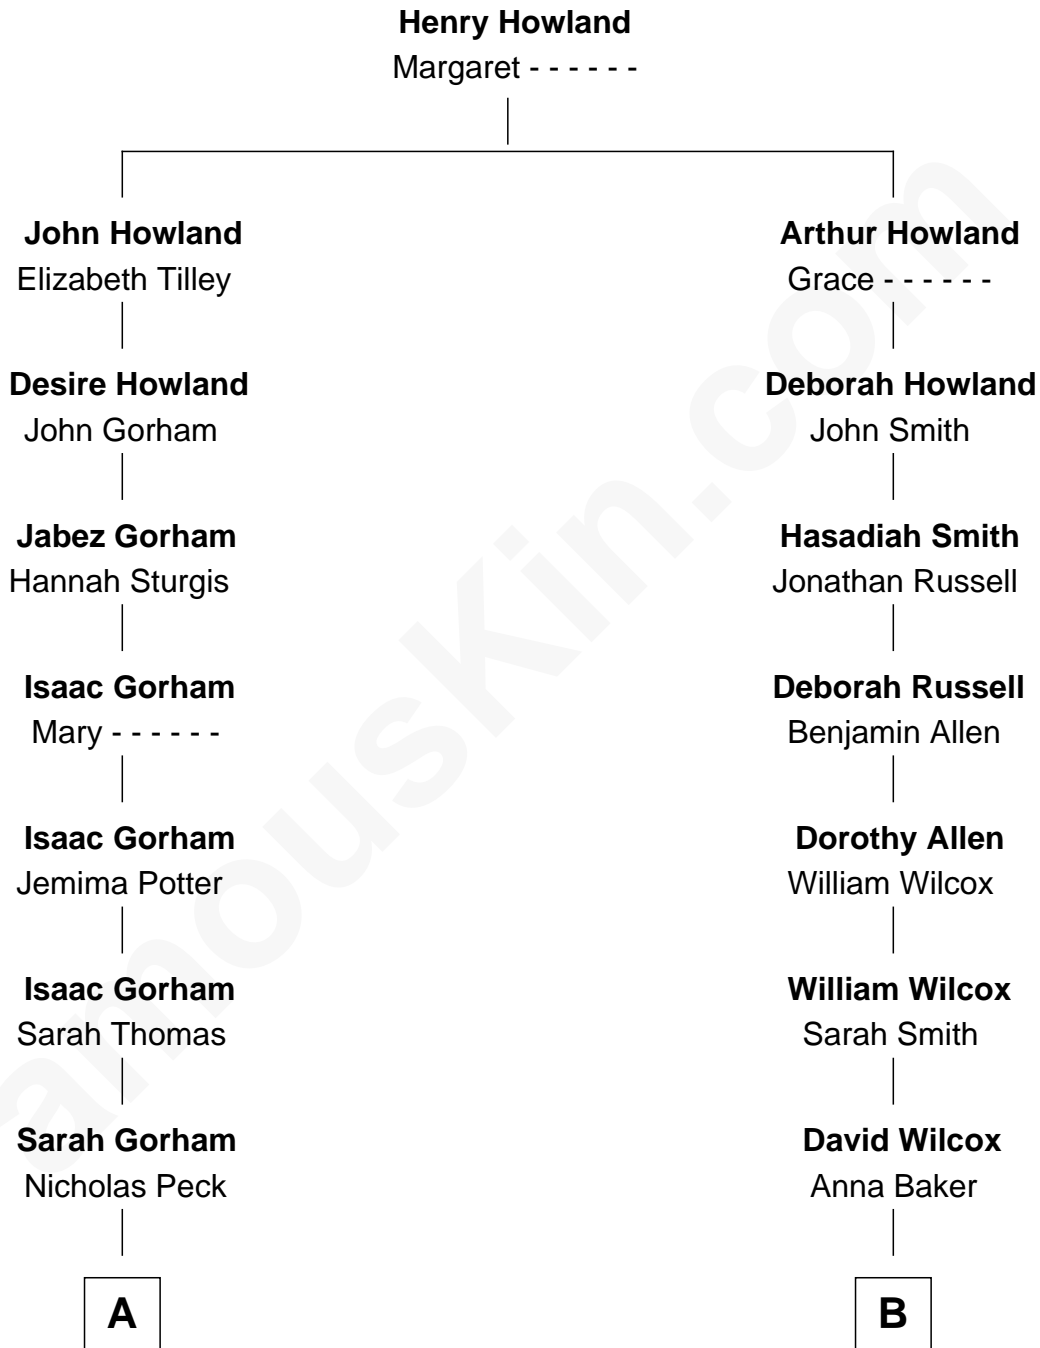 Henry Howland
Margaret - - - - - -
John Howland
Elizabeth Tilley
Arthur Howland
Grace - - - - - -
Desire Howland
John Gorham
Deborah Howland
John Smith
Jabez Gorham
Hannah Sturgis
Hasadiah Smith
Jonathan Russell
Isaac Gorham
Mary - - - - - -
Deborah Russell
Benjamin Allen
Isaac Gorham
Jemima Potter
Dorothy Allen
William Wilcox
Isaac Gorham
Sarah Thomas
William Wilcox
Sarah Smith
Sarah Gorham
Nicholas Peck
David Wilcox
Anna Baker
A
B
amouskin.com